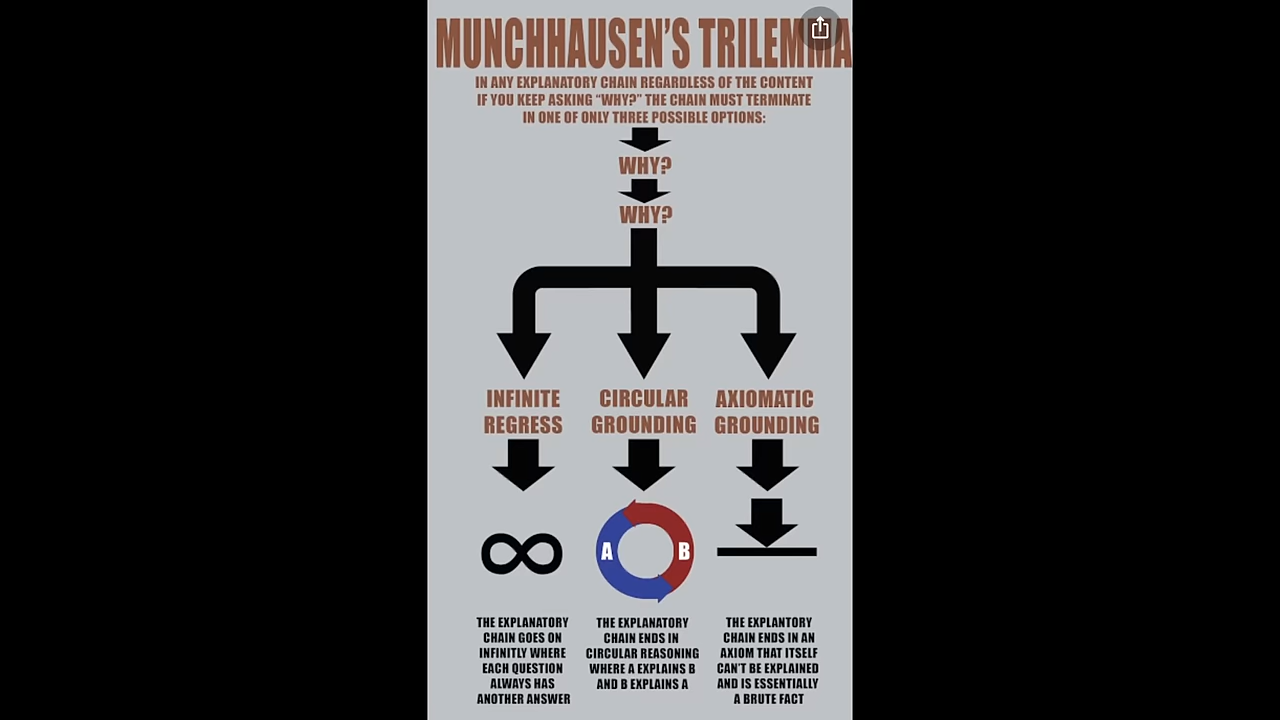 MUNCHHAUSEN'S TRILEMMA
IN ANY EXPLANATORY CHAIN REGARDLESS OF THE CONTENT
IF YOU KEEP ASKING "WHY?" THE CHAIN MUST TERMINATE
IN ONE OF ONLY THREE POSSIBLE OPTIONS:
WHY?
WHY?
INFINITE
REGRESS
CIRCULAR
GROUNDING
AXIOMATIC
GROUNDING
A
B
THE EXPLANATORY
CHAIN GOES ON
INFINITLY WHERE
EACH QUESTION
ALWAYS HAS
ANOTHER ANSWER
THE EXPLANATORY
CHAIN ENDS IN
CIRCULAR REASONING
WHERE A EXPLAINS B
AND B EXPLAINS A
THE EXPLANTORY
CHAIN ENDS IN AN
AXIOM THAT ITSELF
CAN'T BE EXPLAINED
AND IS ESSENTIALLY
A BRUTE FACT